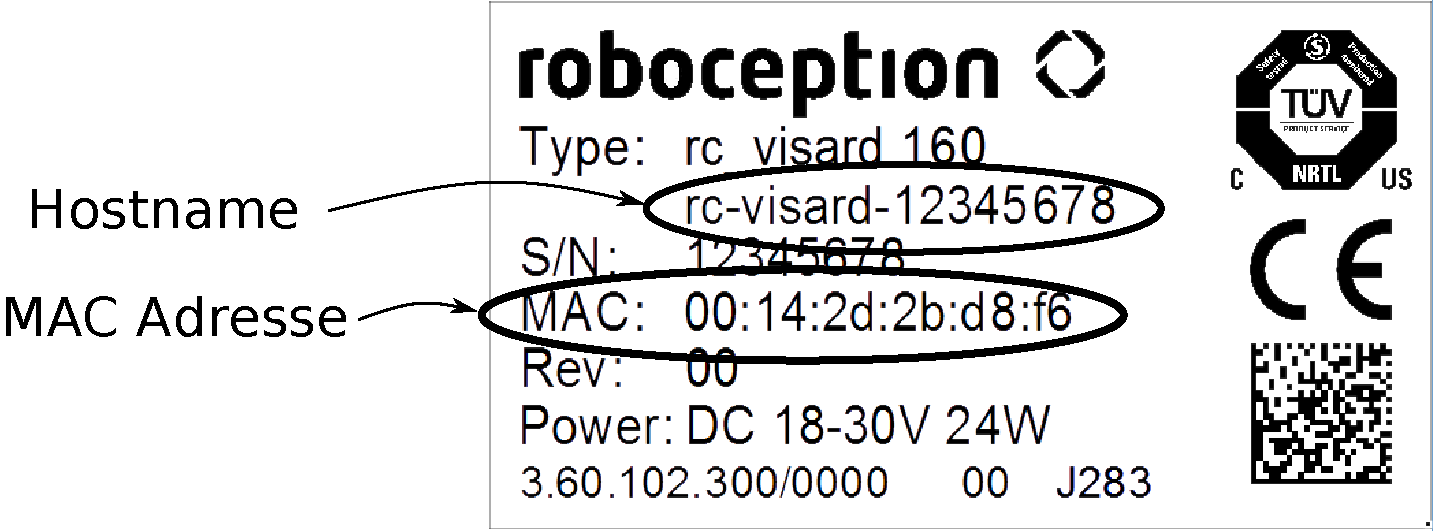 roboception
Type: rc_visard 160
Hostname
rc-visard-12345678
S/N: 12345678
MAC Adresse
MAC: 00:14:2d:2b:d8:f6
Rev: 00
Power: DC 18-30V 24W
3.60.102.300/0000 00 J283
Safety tested
S
Production monitored
TÜV
PRODUCT SERVICE
C
NRTL
US
CE